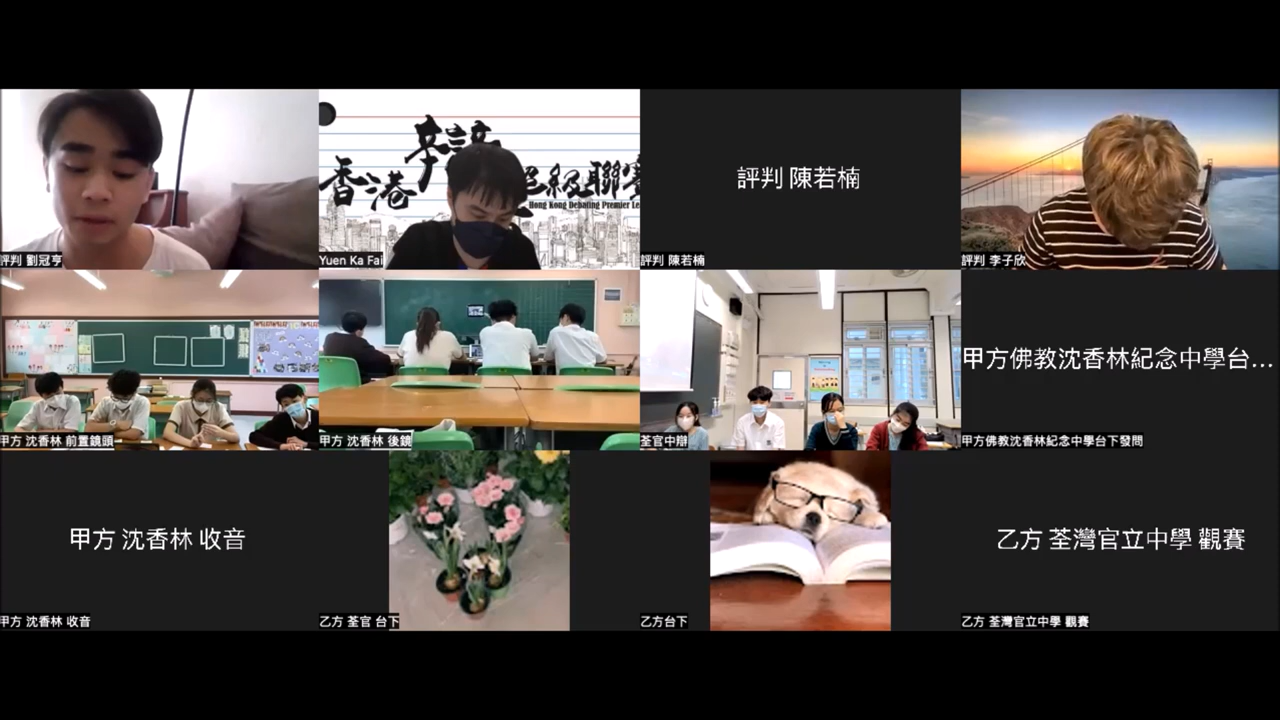 評判 劉冠亨
香港辯論超級聯賽
Hong Kong Debating Premier Le
Yuen Ka Fai
評判 陳若楠
評判 陳若楠
評判 李子欣
甲方 沈香林 前置鏡頭
甲方 沈香林 後鏡
荃官中辯
甲方佛教沈香林紀念中學台...
甲方佛教沈香林紀念中學台下發問
甲方 沈香林 收音
甲方 沈香林 收音
乙方 荃官 台下
乙方台下
乙方 荃灣官立中學 觀賽
乙方 荃灣官立中學 觀賽